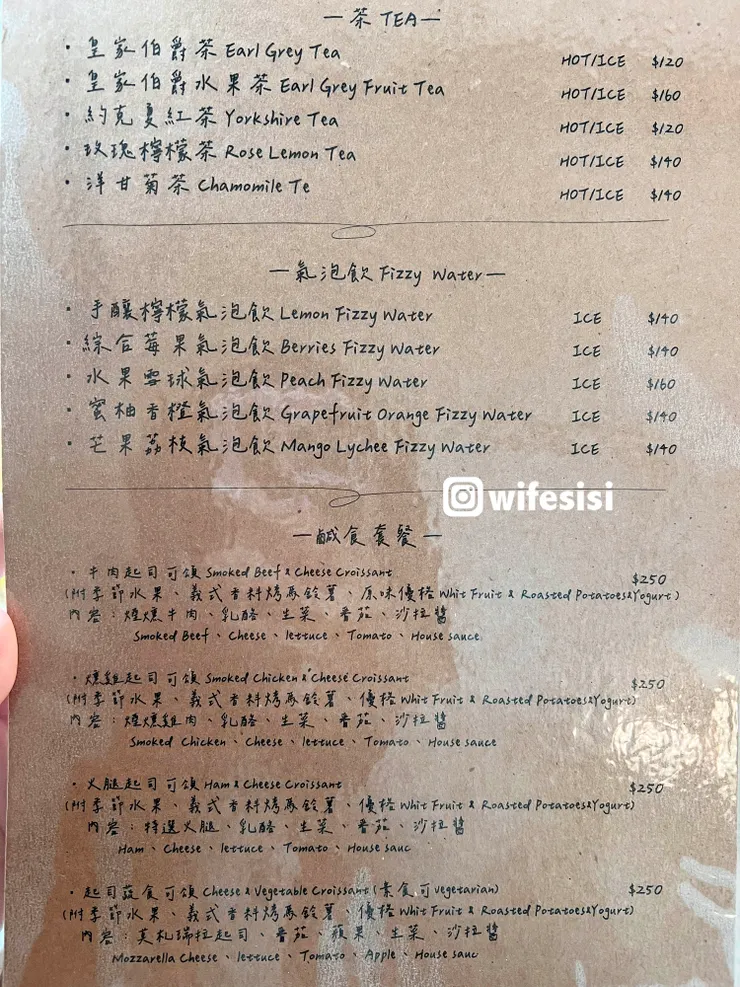 — 茶 TEA —
· 皇家伯爵茶 Earl Grey Tea HOT/ICE $120
· 皇家伯爵水果茶 Earl Grey Fruit Tea HOT/ICE $160
· 約克夏紅茶 Yorkshire Tea HOT/ICE $120
· 玫瑰檸檬茶 Rose Lemon Tea HOT/ICE $140
· 洋甘菊茶 Chamomile Te HOT/ICE $140
— 氣泡飲 Fizzy Water —
· 手釀檸檬氣泡飲 Lemon Fizzy Water ICE $140
· 綜合莓果氣泡飲 Berries Fizzy Water ICE $140
· 水果雪球氣泡飲 Peach Fizzy Water ICE $160
· 蜜柚香橙氣泡飲 Grapefruit Orange Fizzy Water ICE $140
· 芒果荔枝氣泡飲 Mango Lychee Fizzy Water ICE $140
wifesisi
— 鹹食套餐 —
· 牛肉起司可頌 Smoked Beef & Cheese Croissant $250
(附季節水果、義式香料烤馬鈴薯、原味優格 Whit Fruit & Roasted Potatoes&Yogurt)
內容：煙燻牛肉、乳酪、生菜、番茄、沙拉醬
Smoked Beef、Cheese、lettuce、Tomato、House sauce
· 燻雞起司可頌 Smoked Chicken & Cheese Croissant $250
(附季節水果、義式香料烤馬鈴薯、優格 Whit Fruit & Roasted Potatoes&Yogurt)
內容：煙燻雞肉、乳酪、生菜、番茄、沙拉醬
Smoked Chicken、Cheese、lettuce、Tomato、House sauce
· 火腿起司可頌 Ham & Cheese Croissant $250
(附季節水果、義式香料烤馬鈴薯、優格 Whit Fruit & Roasted Potatoes&Yogurt)
內容：特選火腿、乳酪、生菜、番茄、沙拉醬
Ham、Cheese、lettuce、Tomato、House sauc
· 起司蔬食可頌 Cheese & Vegetable Croissant (素食可 vegetarian) $250
(附季節水果、義式香料烤馬鈴薯、優格 Whit Fruit & Roasted Potatoes&Yogurt)
內容：莫札瑞拉起司、番茄、蘋果、生菜、沙拉醬
Mozzarella Cheese、lettuce、Tomato、Apple、House sauc